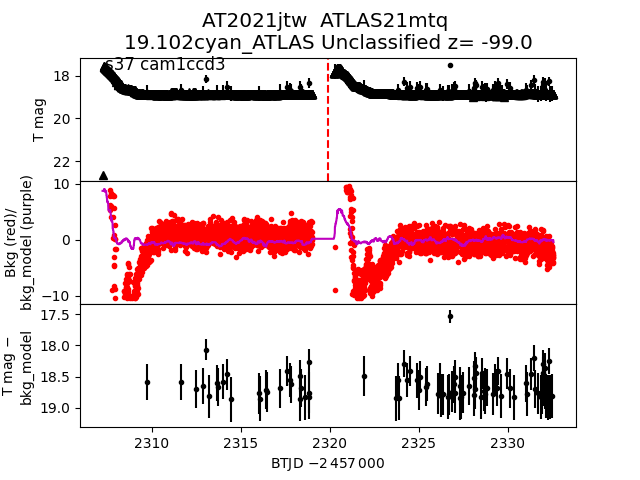 AT2021jtw  ATLAS21mtq
19.102cyan_ATLAS Unclassified z= -99.0
s37 cam1ccd3
T mag
18
20
22
Bkg (red)/
bkg_model (purple)
10
0
−10
T mag −
bkg_model
17.5
18.0
18.5
19.0
2310
2315
2320
2325
2330
BTJD −2 457 000